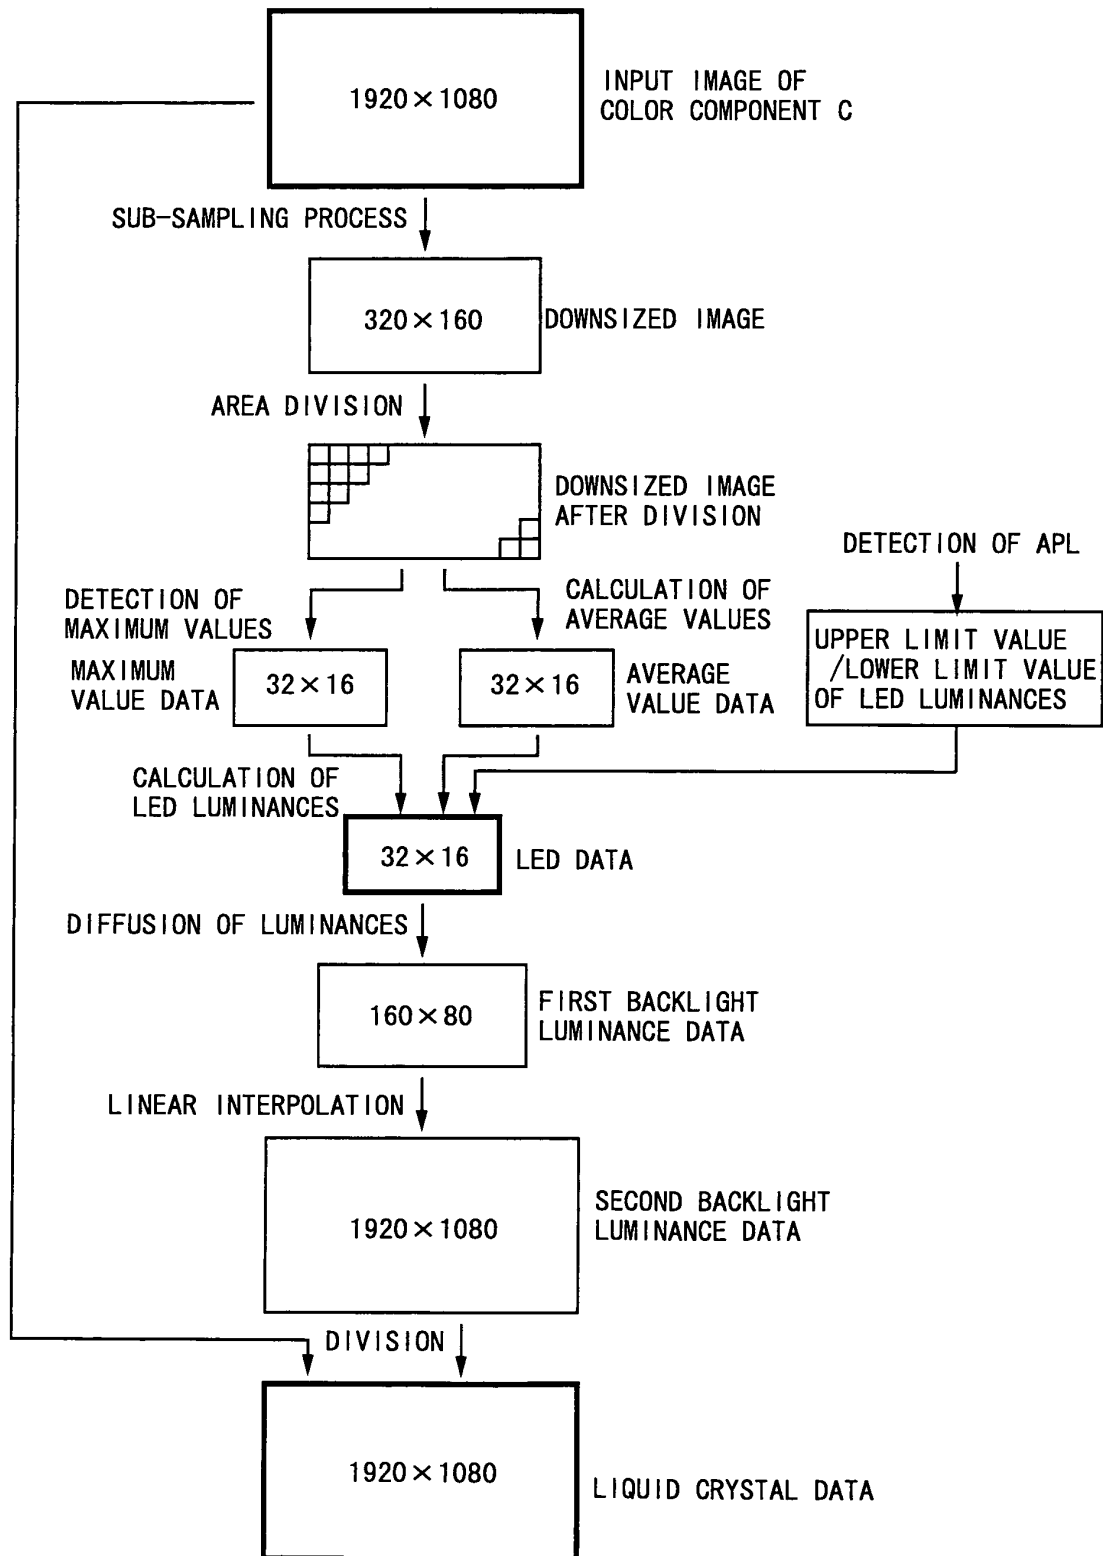 1920×1080
INPUT IMAGE OF
COLOR COMPONENT C
SUB-SAMPLING PROCESS
320×160
DOWNSIZED IMAGE
AREA DIVISION
DOWNSIZED IMAGE
AFTER DIVISION
DETECTION OF APL
DETECTION OF
MAXIMUM VALUES
CALCULATION OF
AVERAGE VALUES
UPPER LIMIT VALUE
/LOWER LIMIT VALUE
OF LED LUMINANCES
MAXIMUM
VALUE DATA
32×16
32×16
AVERAGE
VALUE DATA
CALCULATION OF
LED LUMINANCES
32×16
LED DATA
DIFFUSION OF LUMINANCES
160×80
FIRST BACKLIGHT
LUMINANCE DATA
LINEAR INTERPOLATION
1920×1080
SECOND BACKLIGHT
LUMINANCE DATA
DIVISION
1920×1080
LIQUID CRYSTAL DATA